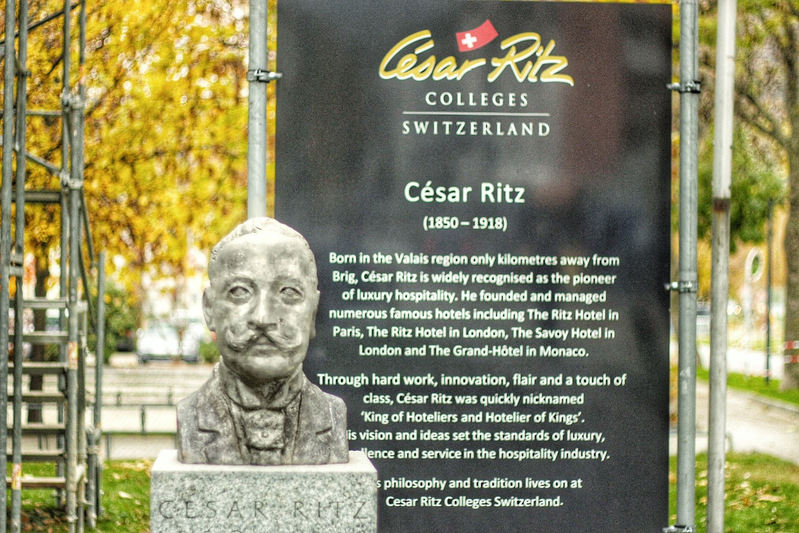 César Ritz
COLLEGES
SWITZERLAND
César Ritz
(1850 – 1918)
Born in the Valais region only kilometres away from
Brig, César Ritz is widely recognised as the pioneer
of luxury hospitality. He founded and managed
numerous famous hotels including The Ritz Hotel in
Paris, The Ritz Hotel in London, The Savoy Hotel in
London and The Grand-Hôtel in Monaco.
Through hard work, innovation, flair and a touch of
class, César Ritz was quickly nicknamed
‘King of Hoteliers and Hotelier of Kings’.
vision and ideas set the standards of luxury,
and service in the hospitality industry.
philosophy and tradition lives on at
Cesar Ritz Colleges Switzerland.
CESAR RITZ